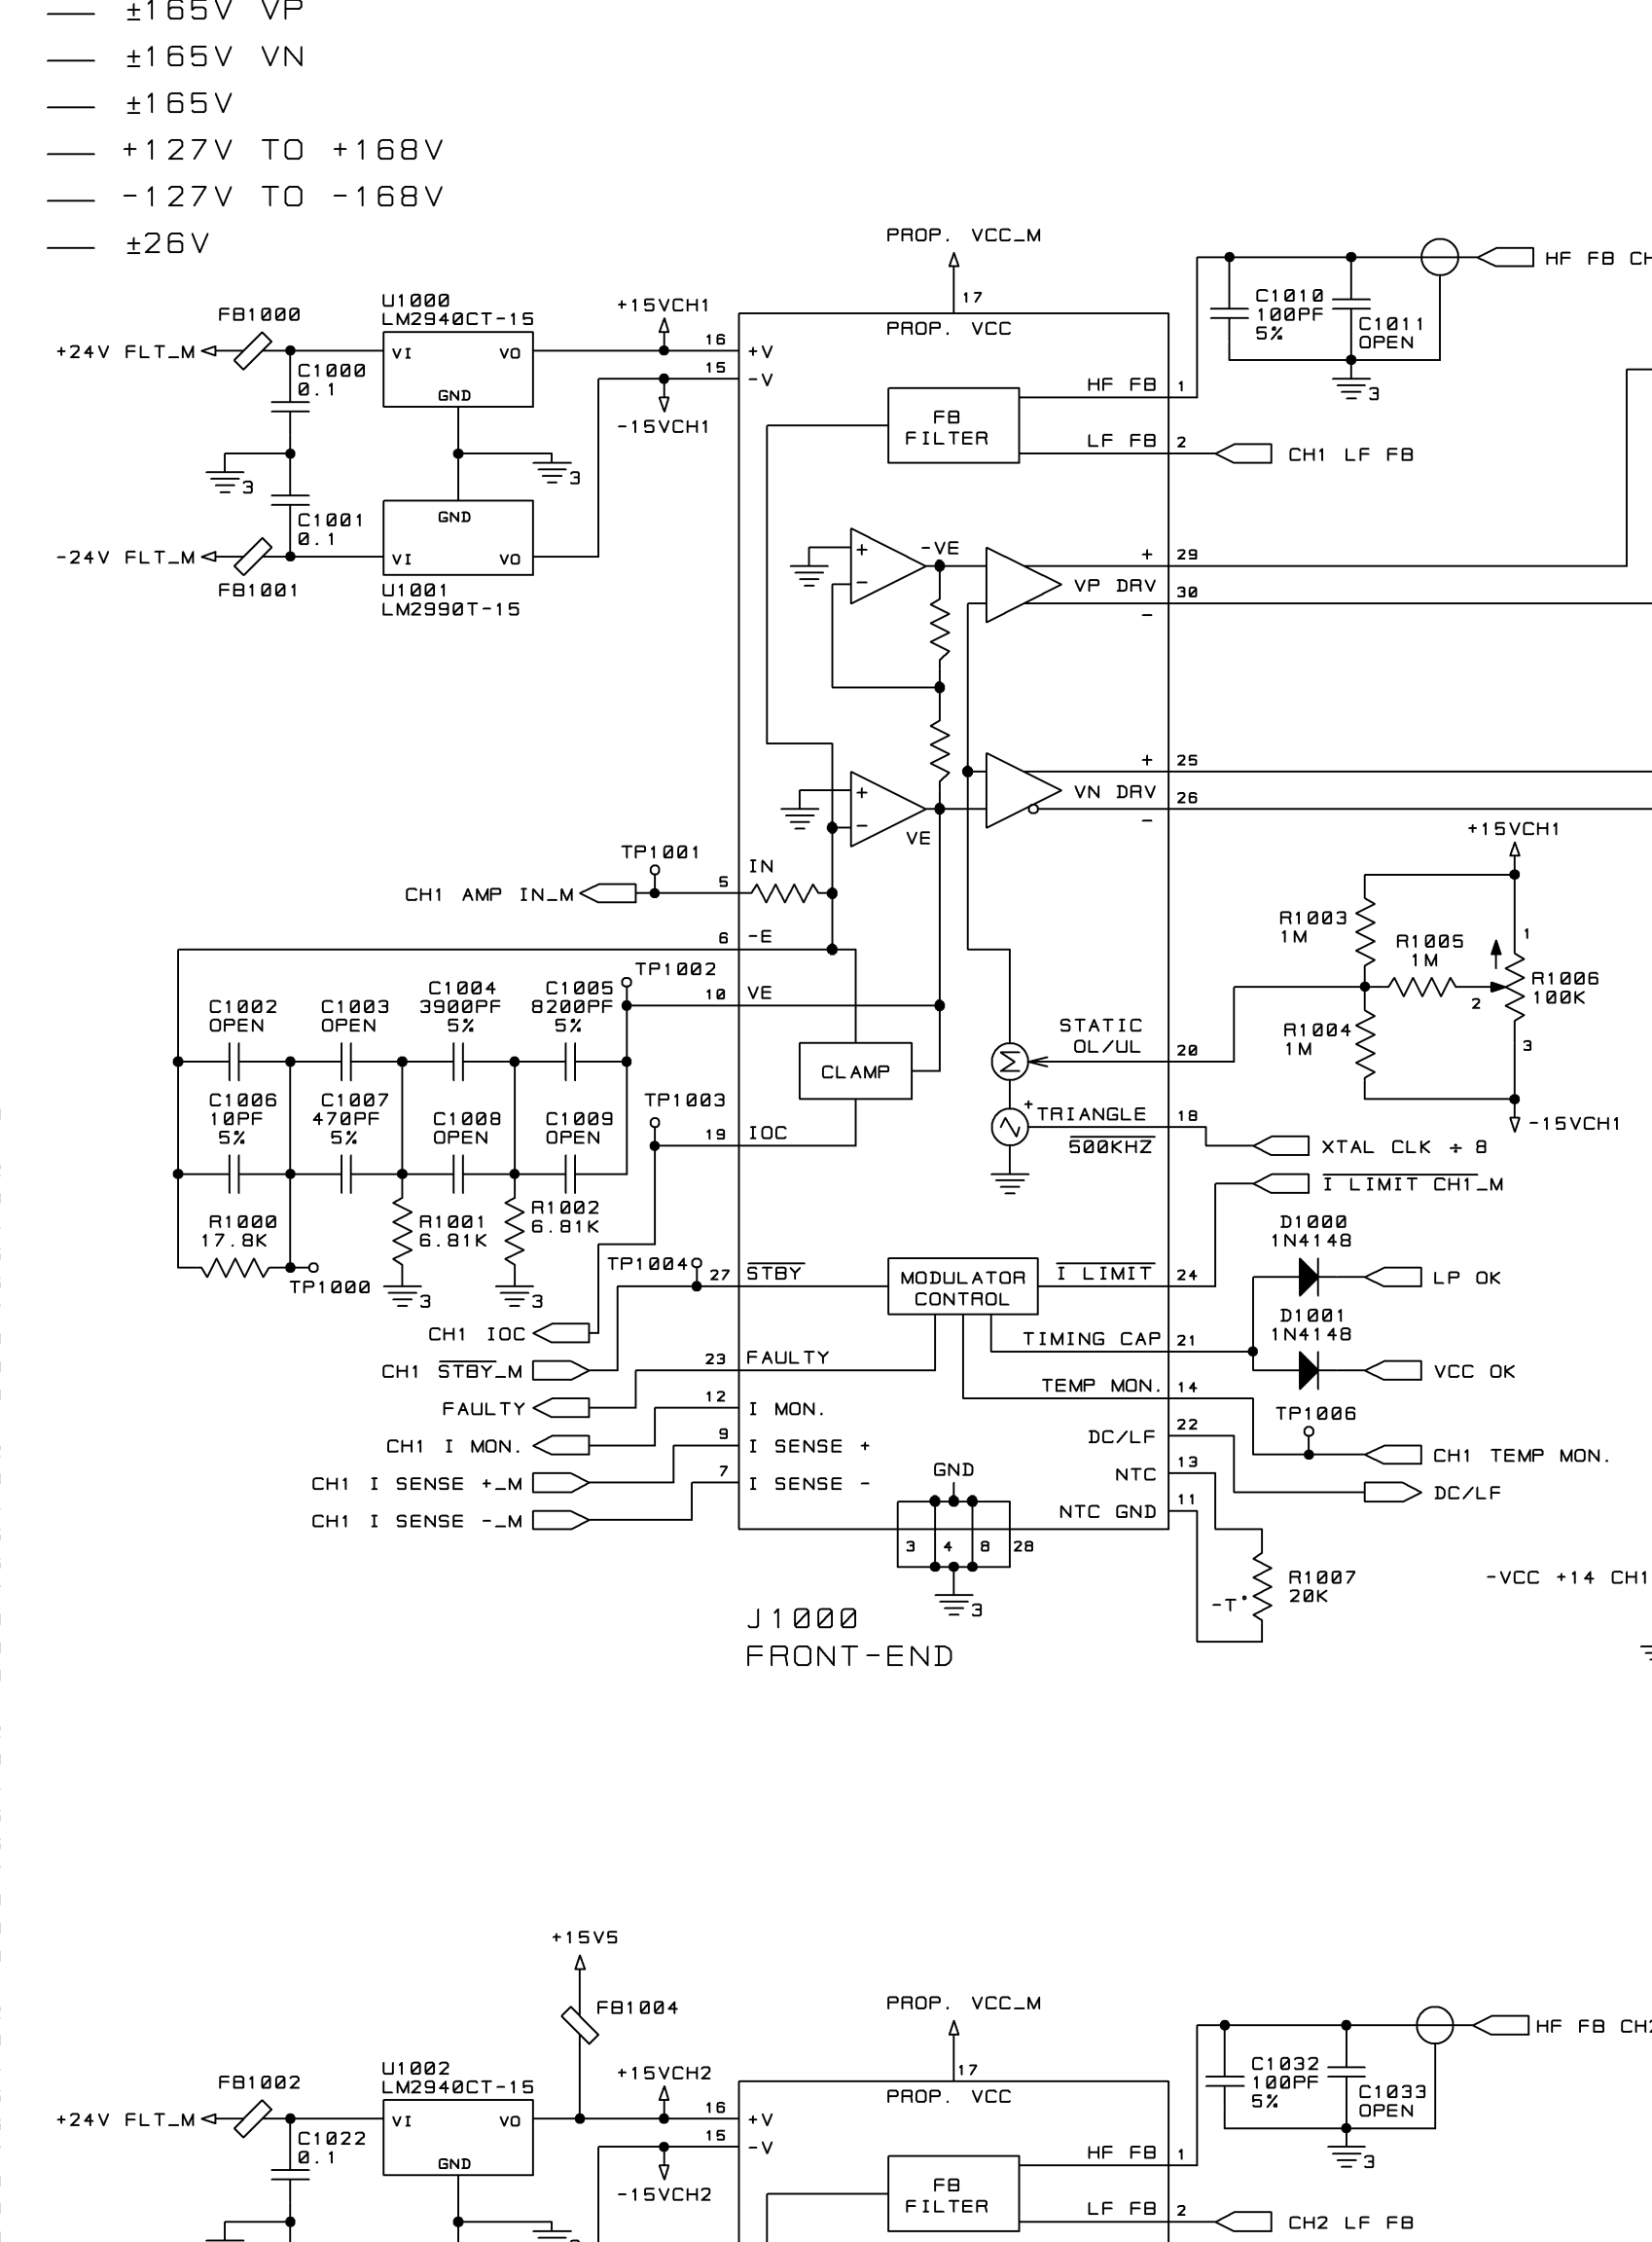 ±165V VP
±165V VN
±165V
+127V TO +168V
-127V TO -168V
±26V
PROP. VCC_M
17
PROP. VCC
FB1000
U1000
LM2940CT-15
+15VCH1
+24V FLT_M
VI
VO
GND
16
+V
15
-V
-15VCH1
C1000
0.1
3
3
C1001
0.1
GND
VI
VO
-24V FLT_M
FB1001
U1001
LM2990T-15
C1010
100PF
5%
C1011
OPEN
3
HF FB CH
HF FB
1
FB
FILTER
LF FB
2
CH1 LF FB
+
-
-VE
+
29
VP DRV
30
-
+
25
VN DRV
26
-
+
-
VE
TP1001
IN
5
CH1 AMP IN_M
6
-E
TP1002
10
VE
C1002
OPEN
C1003
OPEN
C1004
3900PF
5%
C1005
8200PF
5%
C1006
10PF
5%
C1007
470PF
5%
C1008
OPEN
C1009
OPEN
R1000
17.8K
R1001
6.81K
R1002
6.81K
TP1000
3
3
TP1003
19
IOC
CLAMP
STATIC
OL/UL
20
Σ
+
TRIANGLE
18
500KHZ
+15VCH1
R1003
1M
R1005
1M
1
2
R1006
100K
R1004
1M
3
-15VCH1
XTAL CLK ÷ 8
I LIMIT CH1_M
TP1004
27
STBY
MODULATOR
CONTROL
I LIMIT
24
D1000
1N4148
LP OK
D1001
1N4148
VCC OK
TIMING CAP
21
CH1 IOC
CH1 STBY_M
23
FAULTY
FAULTY
12
I MON.
CH1 I MON.
9
I SENSE +
CH1 I SENSE +_M
7
I SENSE -
CH1 I SENSE -_M
TEMP MON.
14
TP1006
CH1 TEMP MON.
DC/LF
22
DC/LF
NTC
13
NTC GND
11
GND
3
4
8
28
3
R1007
20K
-T°
-VCC +14 CH1
J1000
FRONT-END
+15V5
FB1004
PROP. VCC_M
17
PROP. VCC
FB1002
U1002
LM2940CT-15
+15VCH2
+24V FLT_M
VI
VO
GND
16
+V
15
-V
-15VCH2
C1022
0.1
C1032
100PF
5%
C1033
OPEN
3
HF FB CH2
HF FB
1
FB
FILTER
LF FB
2
CH2 LF FB